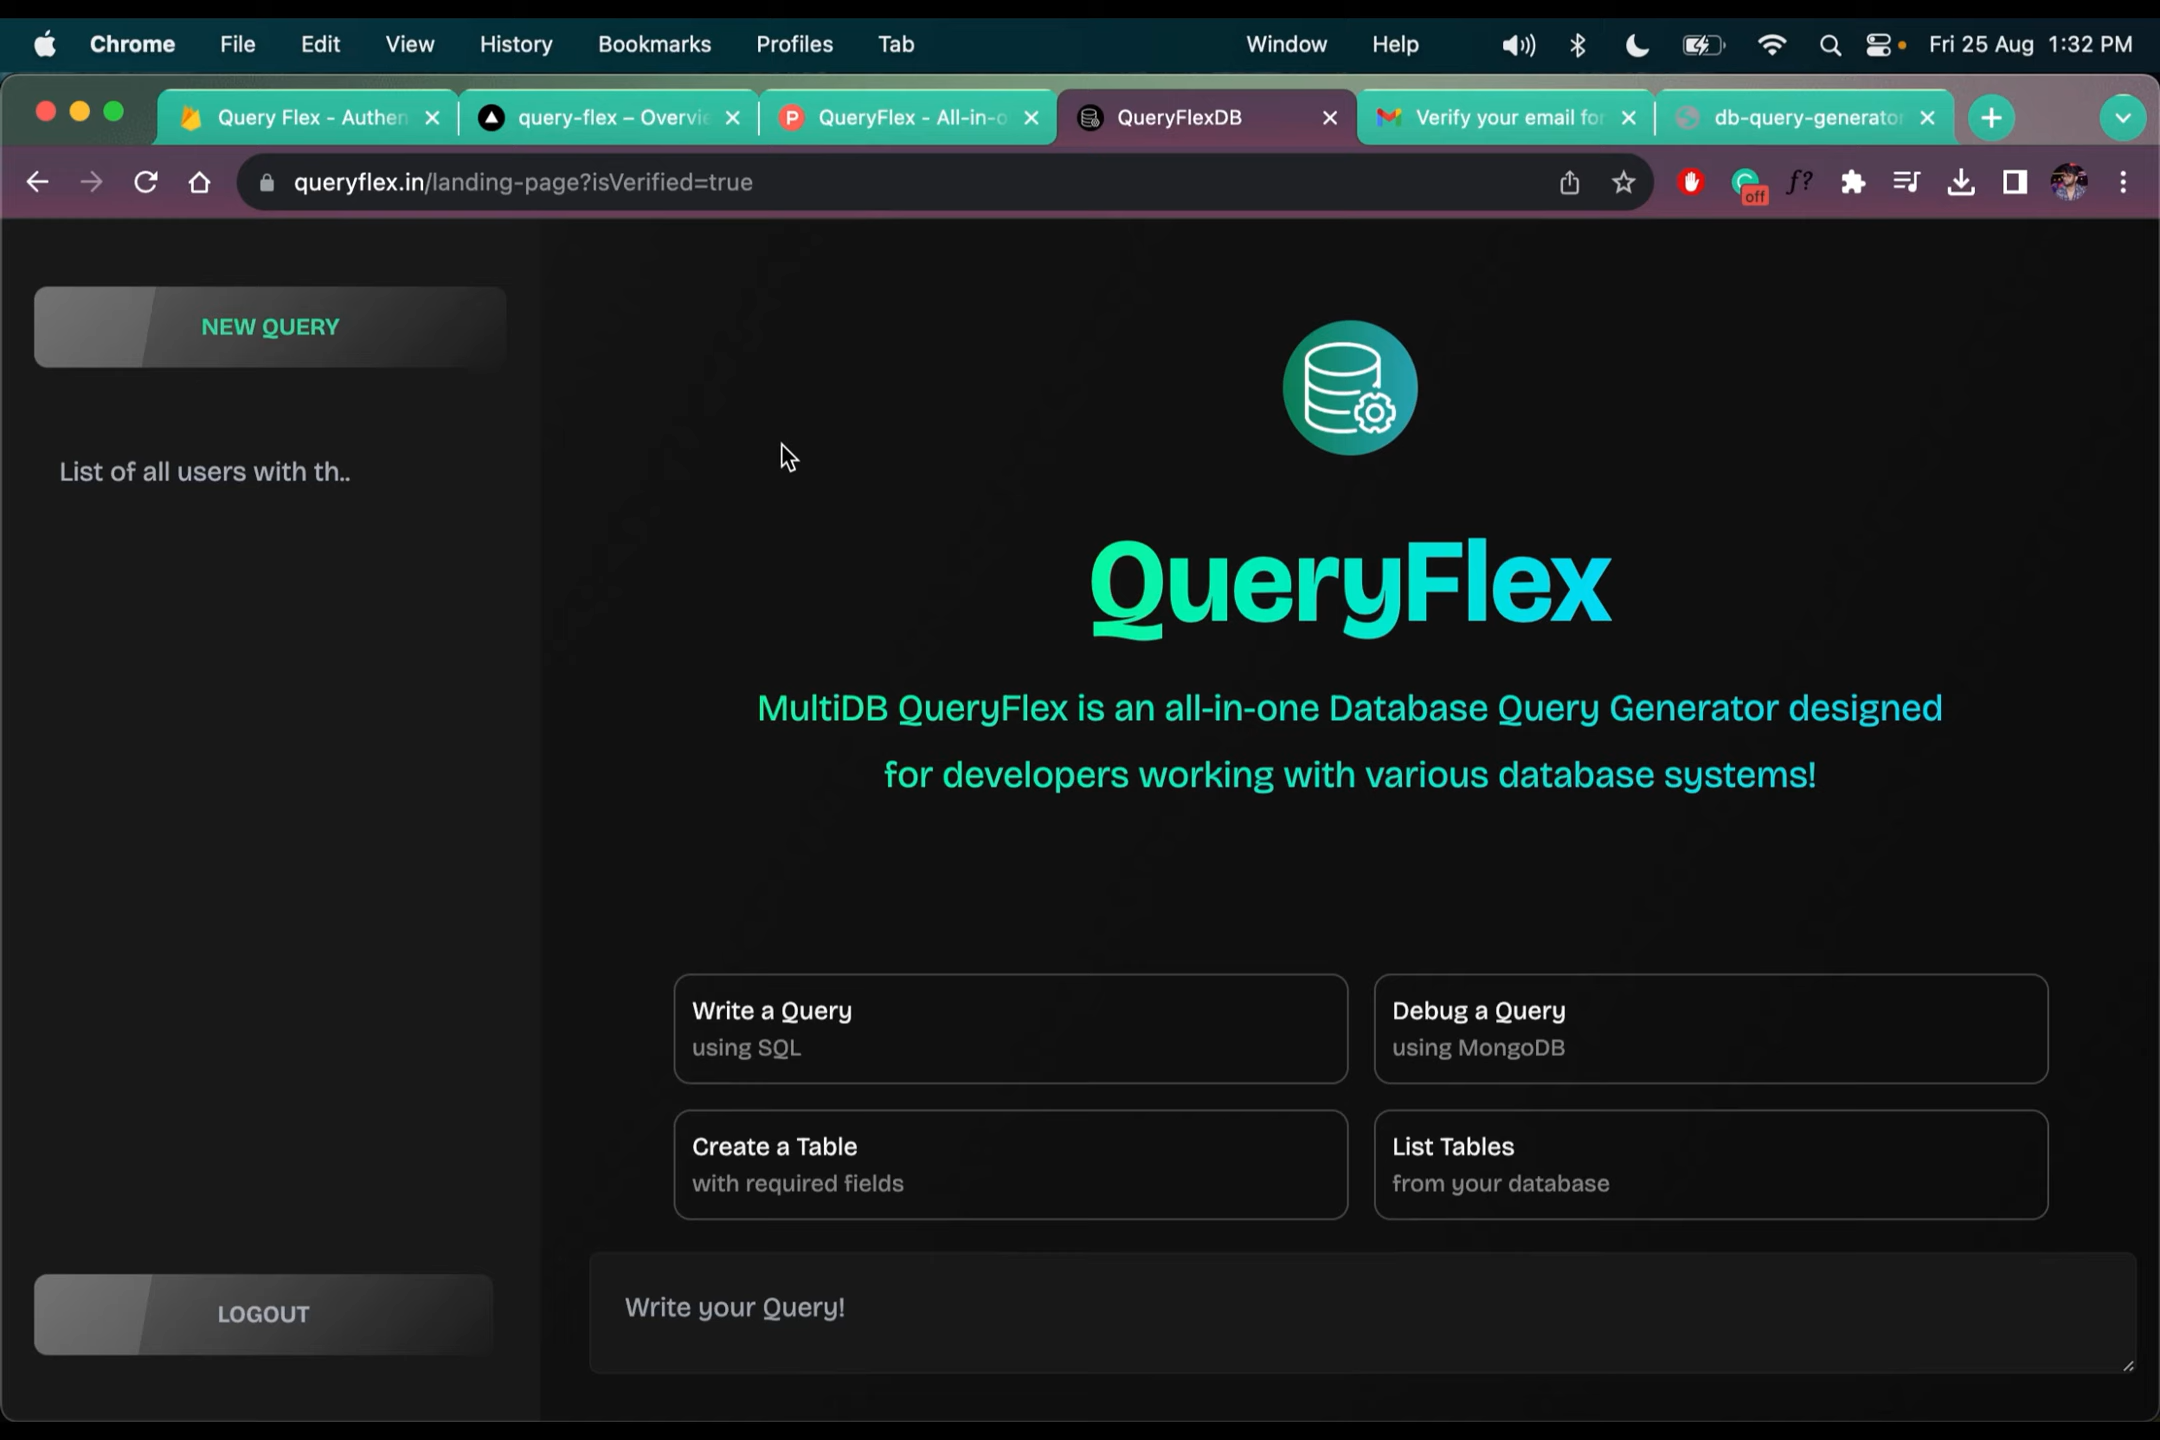 Chrome File Edit View History Bookmarks Profiles Tab Window Help Fri 25 Aug 1:32 PM
Query Flex - Authen query-flex – Overvie P QueryFlex - All-in-o QueryFlexDB Verify your email for db-query-generator
queryflex.in/landing-page?isVerified=true f? off
NEW QUERY
List of all users with th..
LOGOUT
QueryFlex
MultiDB QueryFlex is an all-in-one Database Query Generator designed
for developers working with various database systems!
Write a Query
using SQL
Debug a Query
using MongoDB
Create a Table
with required fields
List Tables
from your database
Write your Query!